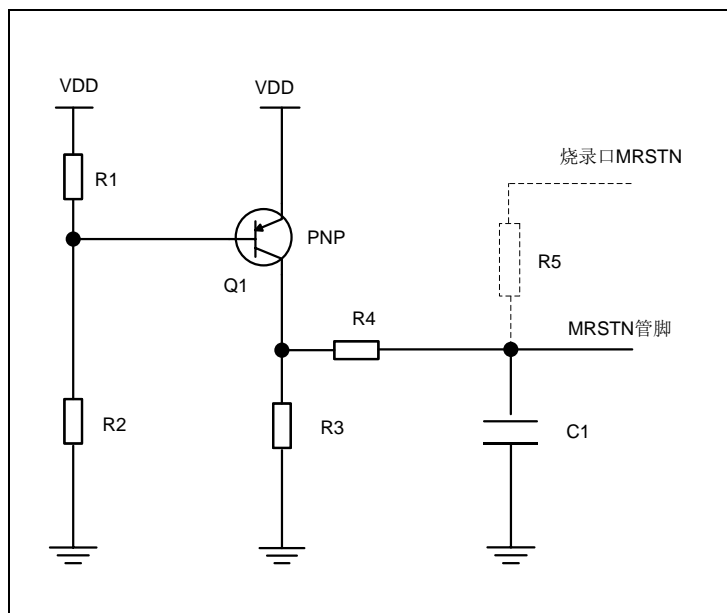 VDD
VDD
烧录口MRSTN
R1
PNP
R5
Q1
R4
MRSTN管脚
R2
R3
C1